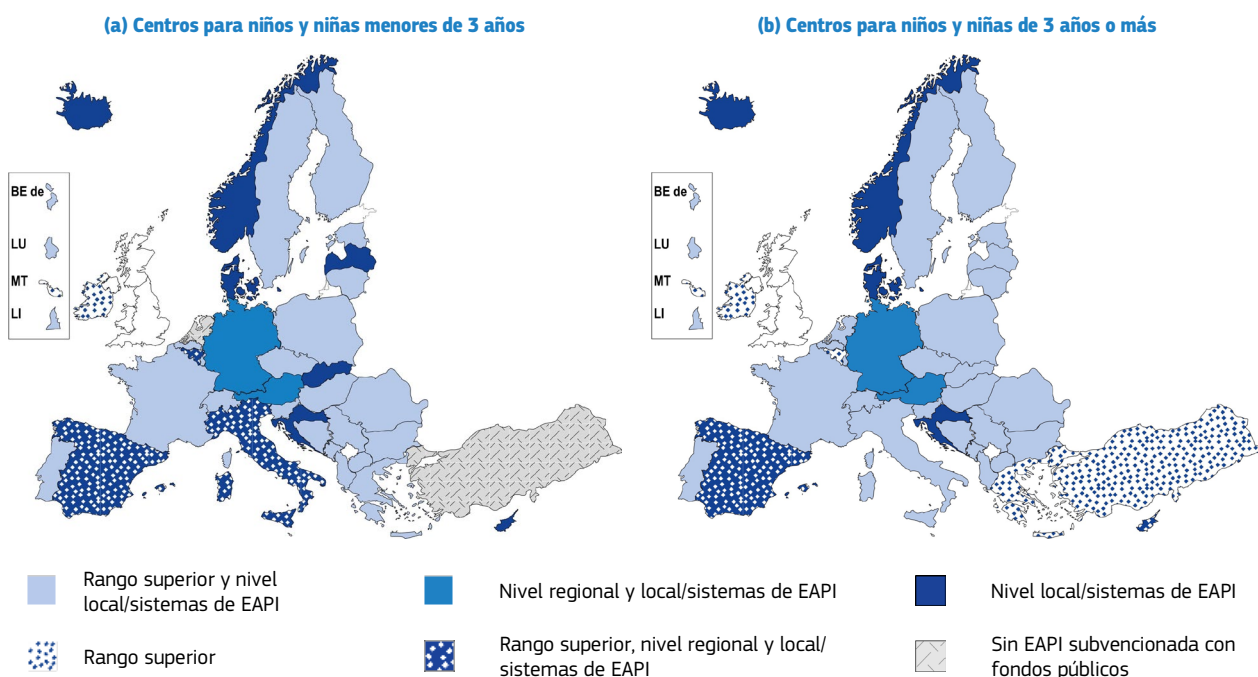 (a) Centros para niños y niñas menores de 3 años
(b) Centros para niños y niñas de 3 años o más
BE de
LU
MT
LI
BE de
LU
MT
LI
Rango superior y nivel
local/sistemas de EAPI
Nivel regional y local/sistemas de EAPI
Nivel local/sistemas de EAPI
Rango superior
Rango superior, nivel regional y local/
sistemas de EAPI
Sin EAPI subvencionada con
fondos públicos